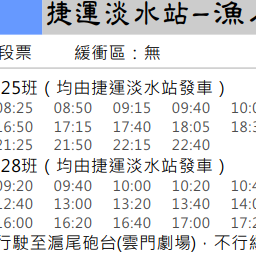 捷運淡水站–漁人
段票 緩衝區：無
25班（均由捷運淡水站發車）
08:25 08:50 09:15 09:40 10:0
16:50 17:15 17:40 18:05 18:3
21:25 21:50 22:15 22:40
28班（均由捷運淡水站發車）
09:20 09:40 10:00 10:20 10:4
12:40 13:00 13:20 13:40 14:0
16:00 16:20 16:40 17:00 17:2
行駛至滬尾砲台(雲門劇場)，不行經